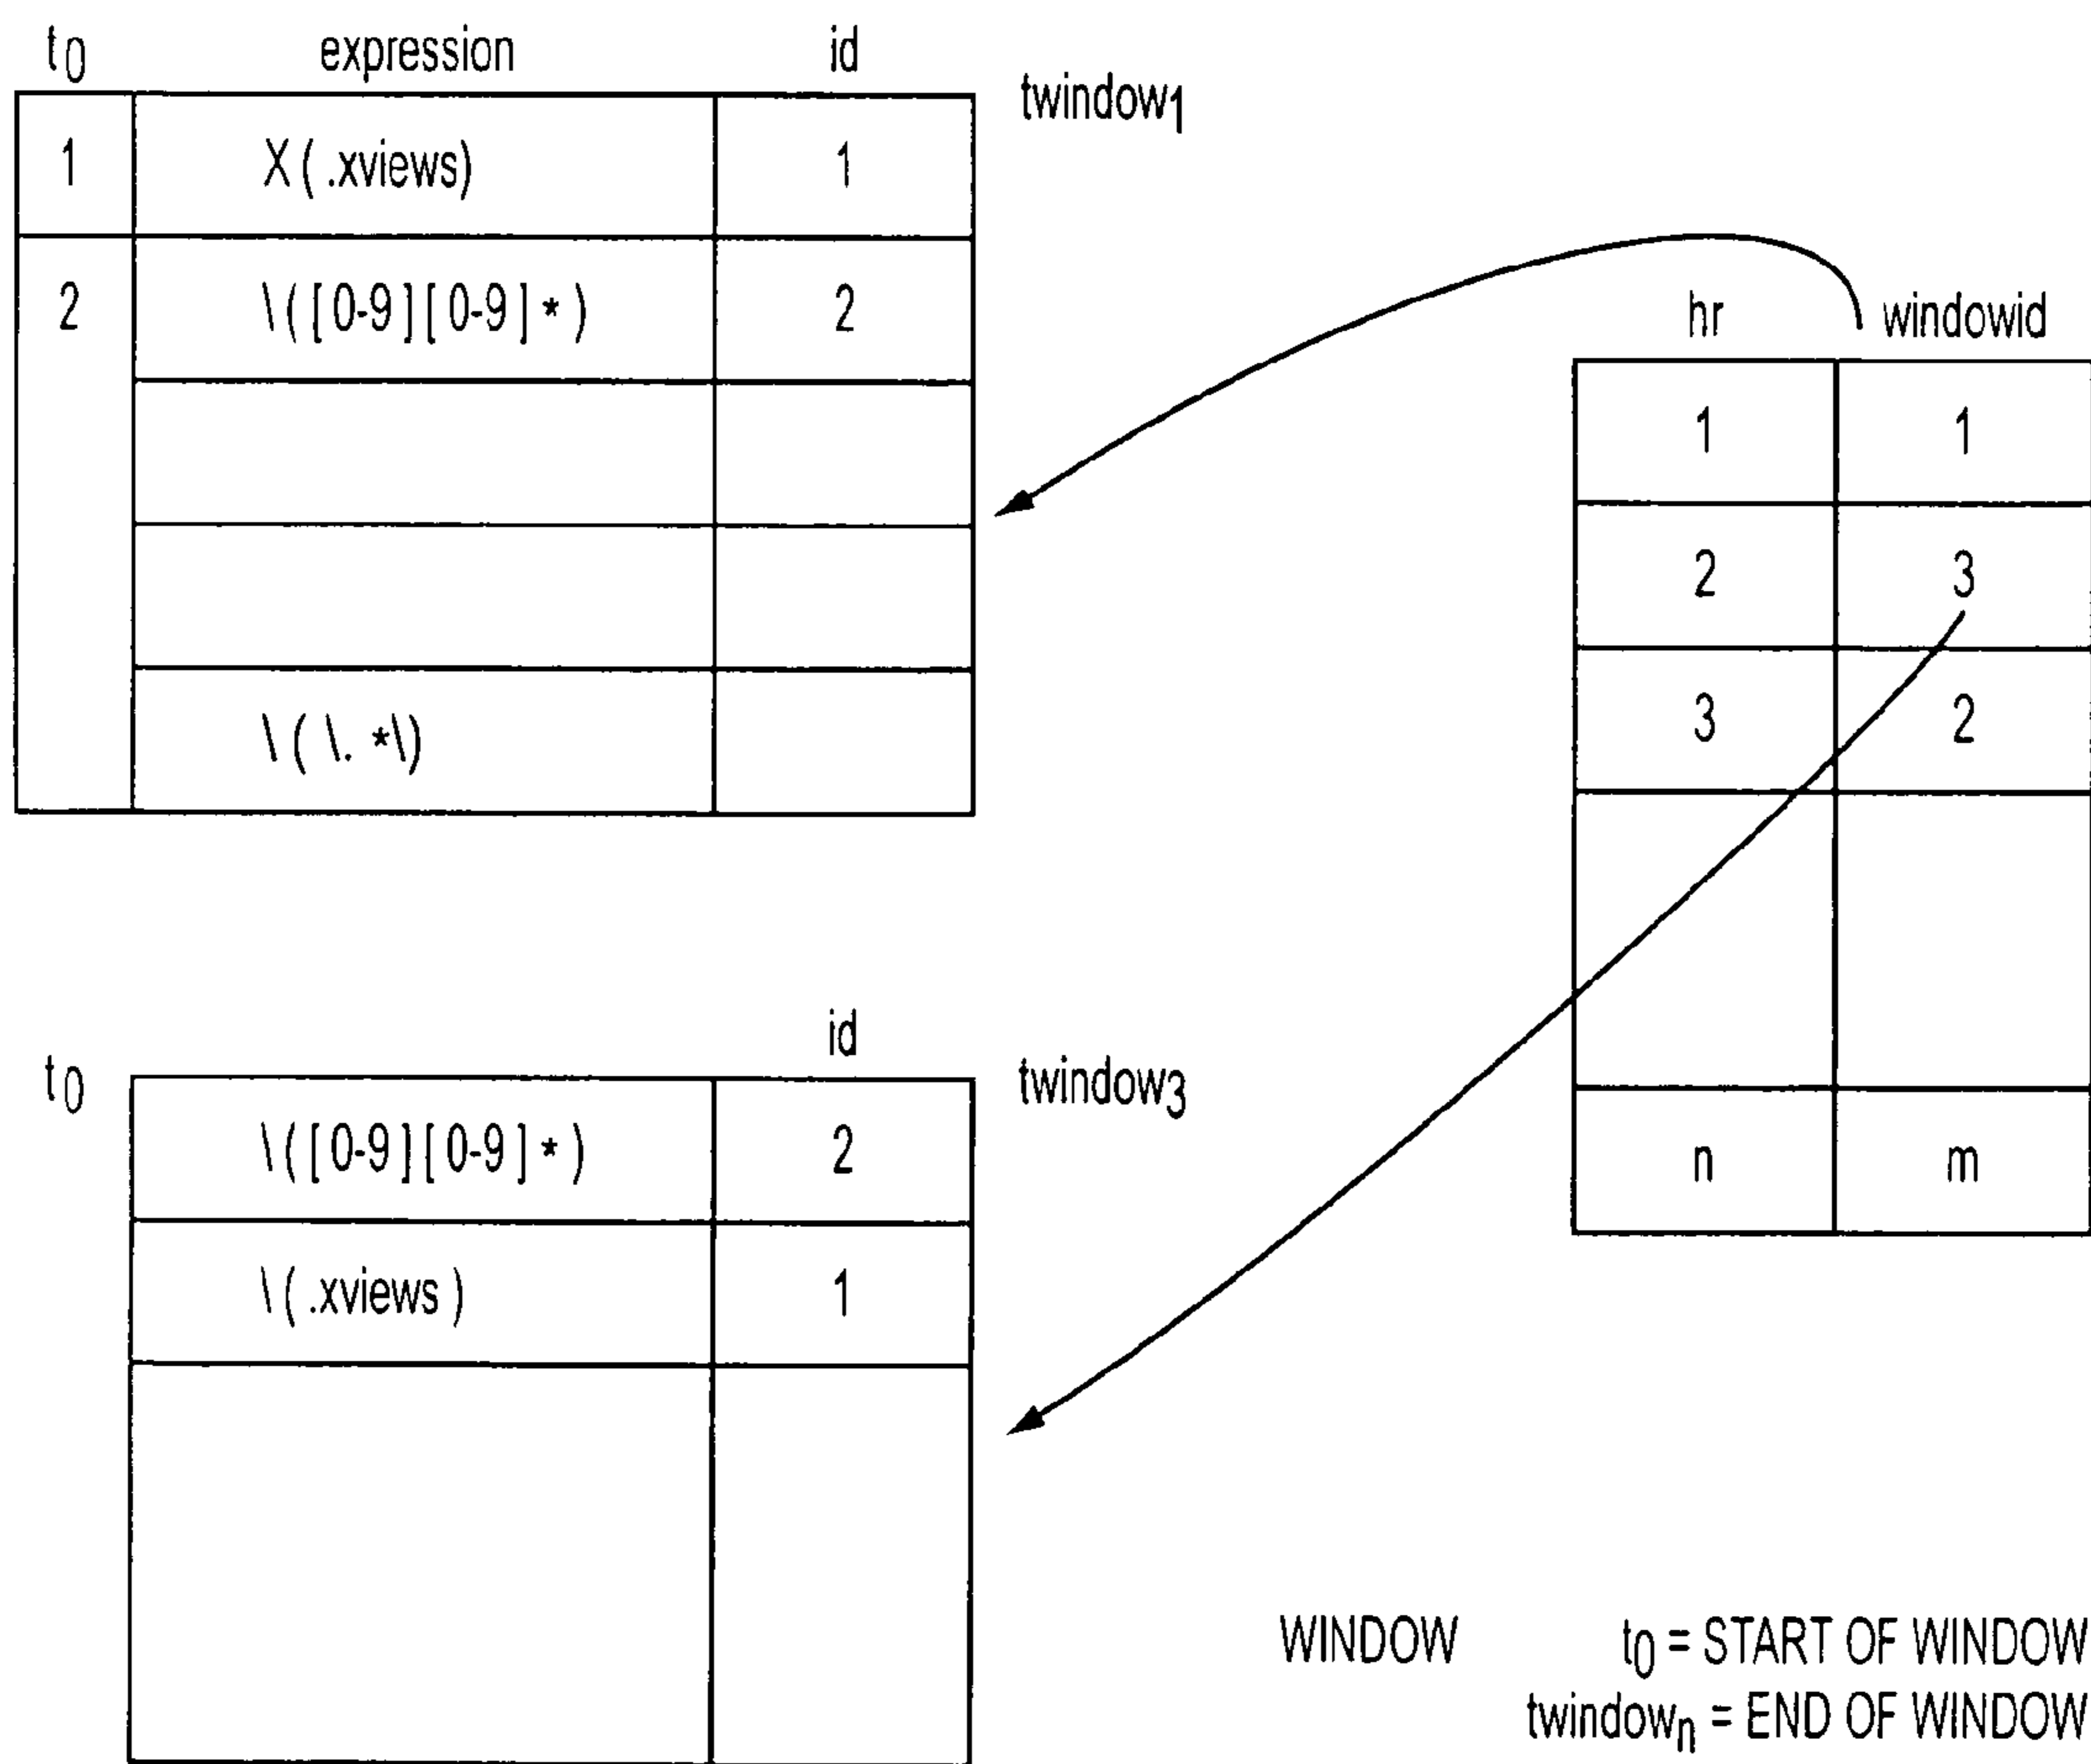 t0 expression id
twindow1
1 X ( .xviews) 1
2 \ ( [ 0-9 ] [ 0-9 ] * ) 2
\ ( \. *\)
hr windowid
1 1
2 3
3 2
n m
t0 id
twindow3
\ ( [ 0-9 ] [ 0-9 ] * ) 2
\ ( .xviews ) 1
WINDOW t0 = START OF WINDOW
twindown = END OF WINDOW